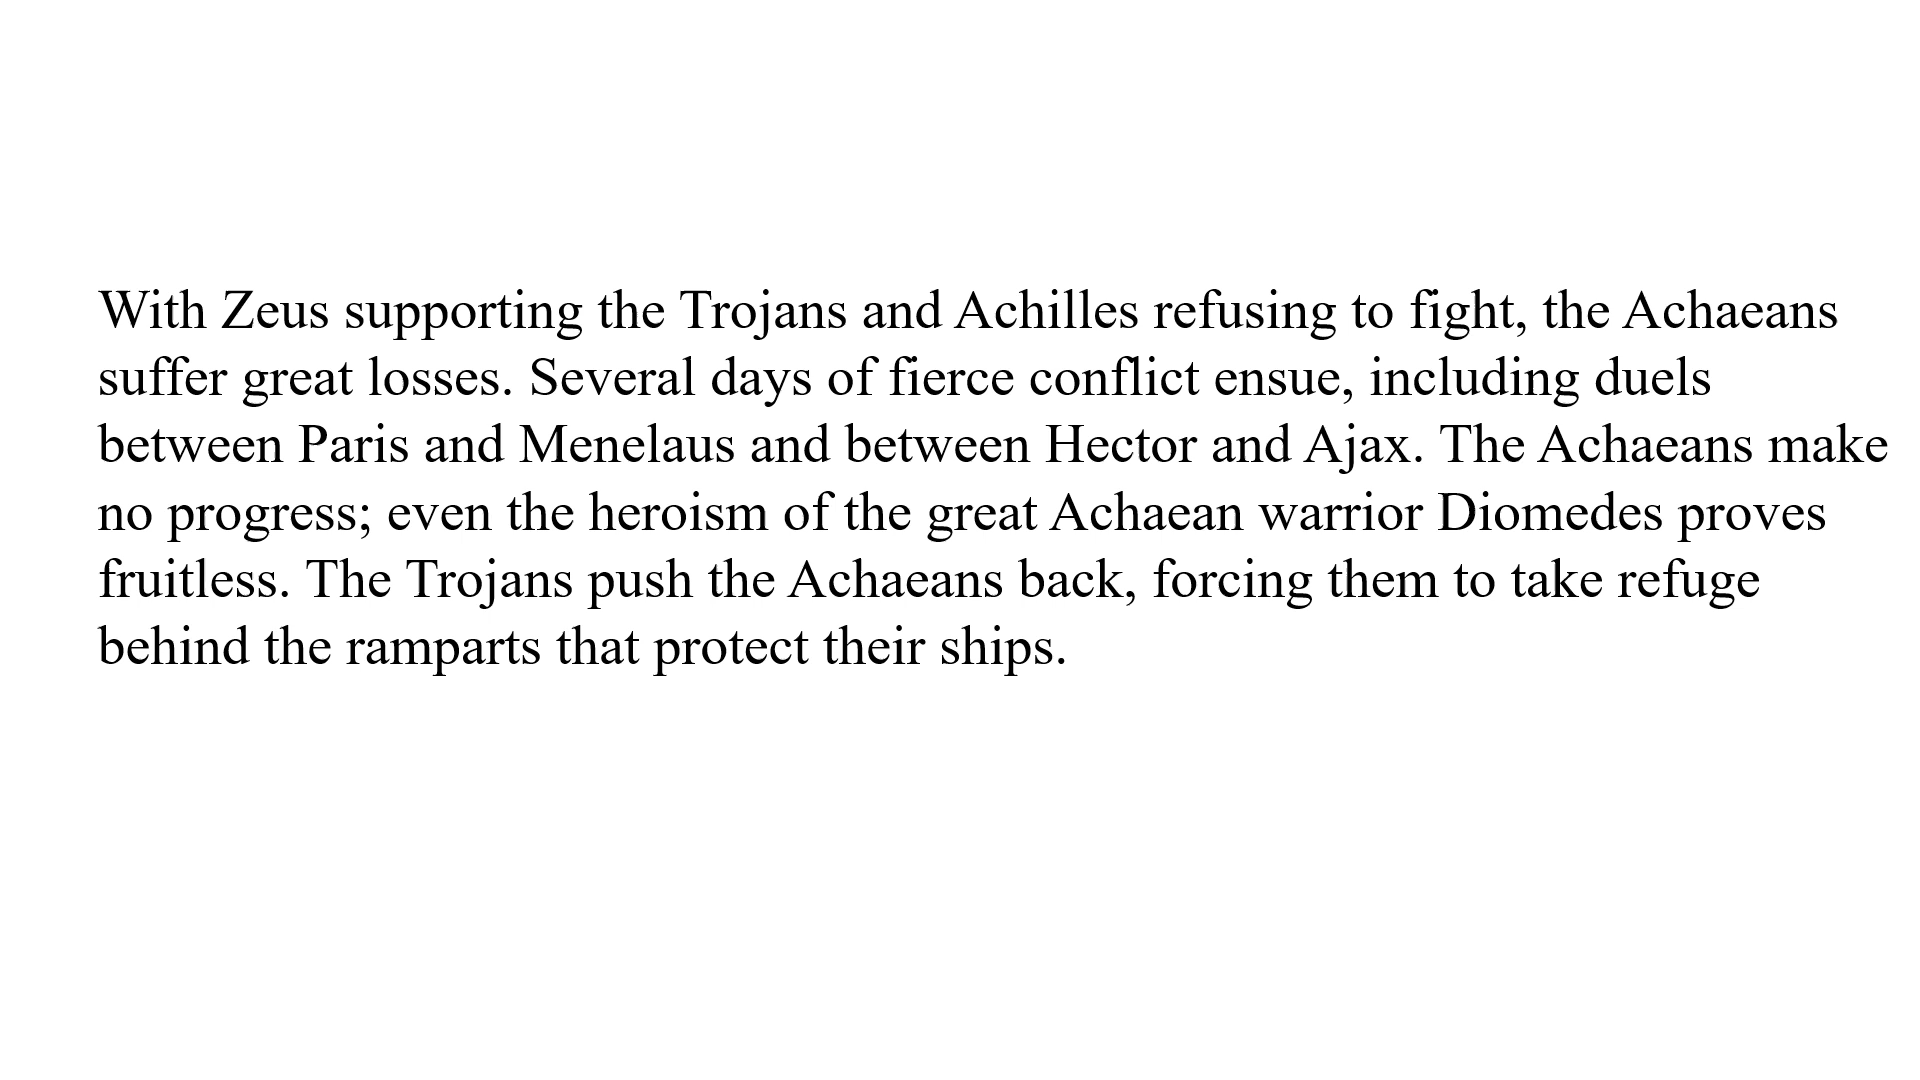 With Zeus supporting the Trojans and Achilles refusing to fight, the Achaeans
suffer great losses. Several days of fierce conflict ensue, including duels
between Paris and Menelaus and between Hector and Ajax. The Achaeans make
no progress; even the heroism of the great Achaean warrior Diomedes proves
fruitless. The Trojans push the Achaeans back, forcing them to take refuge
behind the ramparts that protect their ships.